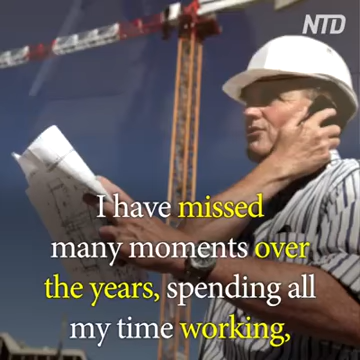 NTD
I have missed
many moments over
the years, spending all
my time working,